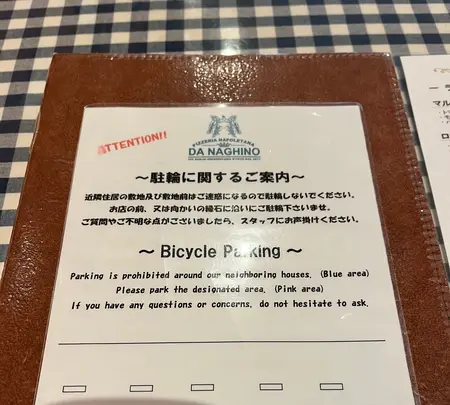 ATTENTION!!
PIZZERIA NAPOLETANA
DA NAGHINO
～駐輪に関するご案内～
近隣住居の敷地及び敷地前はご迷惑になるので駐輪しないでください。
お店の前、又は向かいの縁石に沿いにご駐輪下さいませ。
ご質問やご不明な点がございましたら、スタッフにお声掛けください。
～ Bicycle Parking ～
Parking is prohibited around our neighboring houses. (Blue area)
Please park the designated area. (Pink area)
If you have any questions or concerns, do not hesitate to ask.
マル